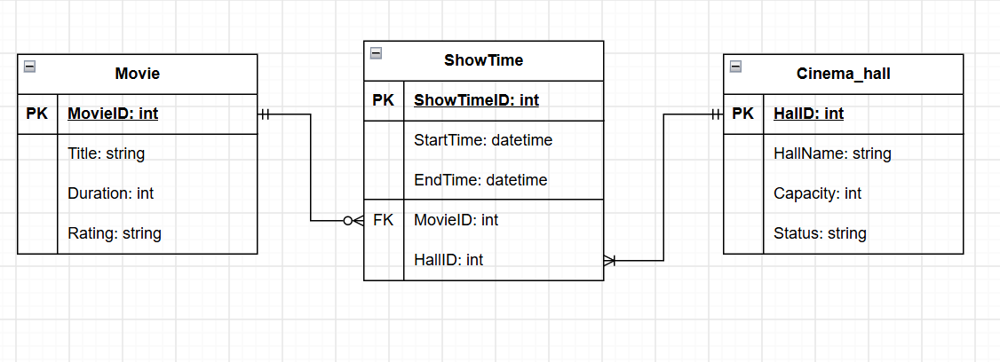 Movie
PK MovieID: int
Title: string
Duration: int
Rating: string
ShowTime
PK ShowTimeID: int
StartTime: datetime
EndTime: datetime
FK MovieID: int
HallID: int
Cinema_hall
PK HalID: int
HallName: string
Capacity: int
Status: string